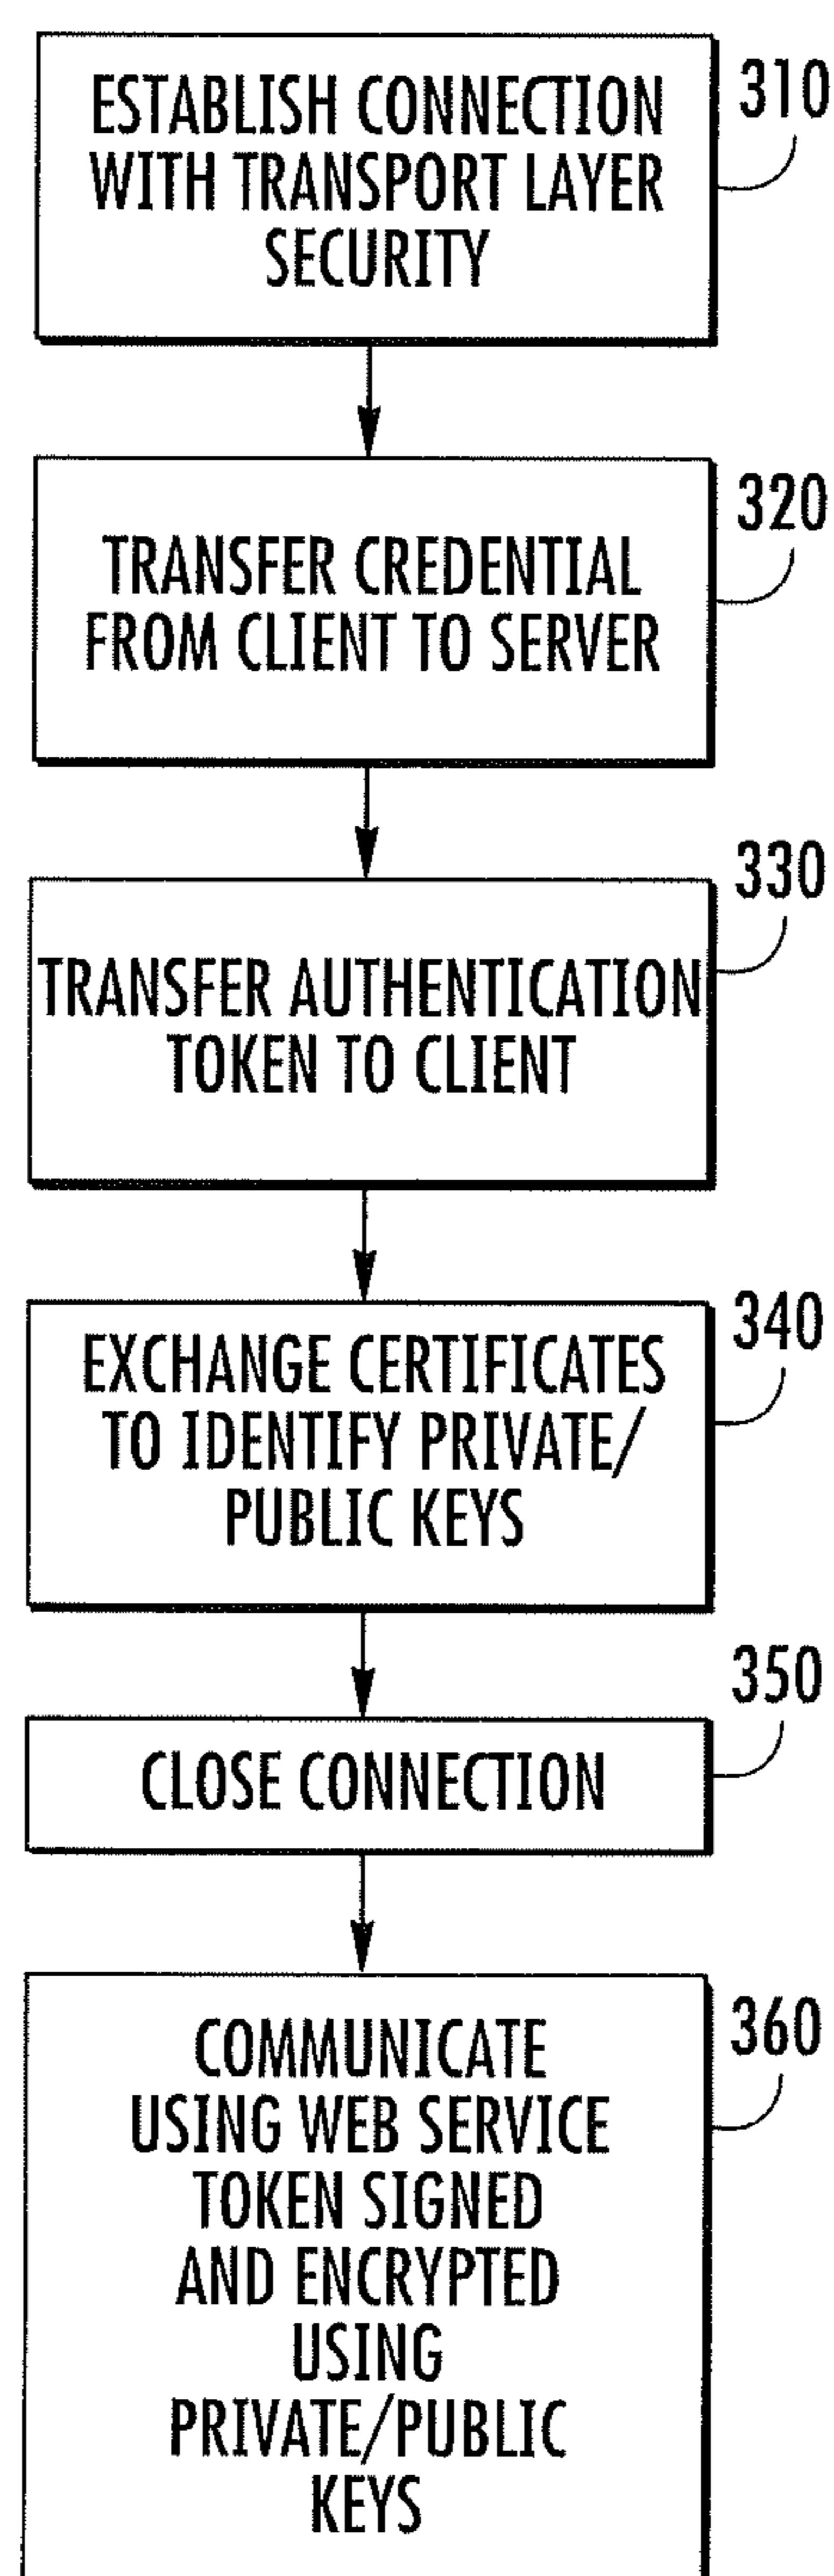 ESTABLISH CONNECTION
WITH TRANSPORT LAYER
SECURITY
310
TRANSFER CREDENTIAL
FROM CLIENT TO SERVER
320
TRANSFER AUTHENTICATION
TOKEN TO CLIENT
330
EXCHANGE CERTIFICATES
TO IDENTIFY PRIVATE/
PUBLIC KEYS
340
CLOSE CONNECTION
350
COMMUNICATE
USING WEB SERVICE
TOKEN SIGNED
AND ENCRYPTED
USING
PRIVATE/PUBLIC
KEYS
360